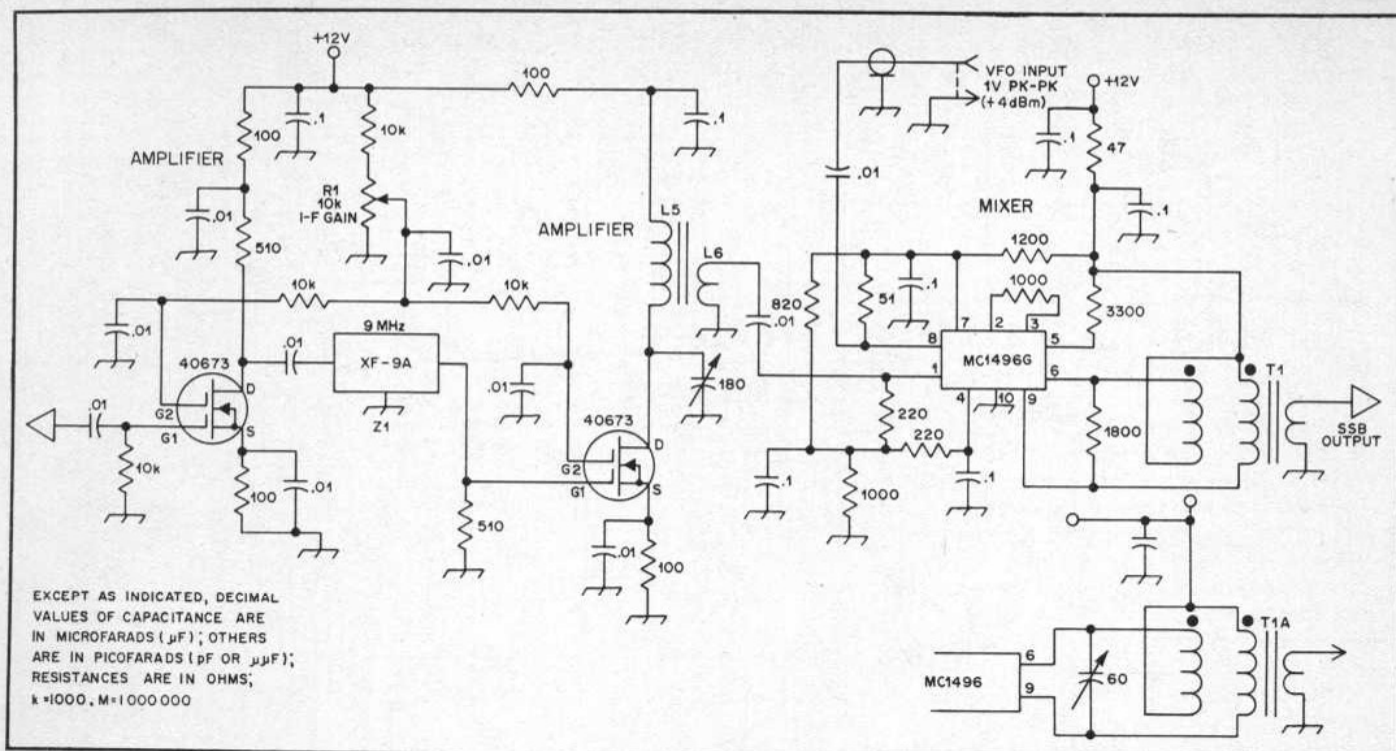 +12V
100
.1
10k
100
.1
AMPLIFIER
R1
10k
I-F GAIN
.01
510
.01
AMPLIFIER
L5
L6
10k
10k
.01
.01
40673
D
G2
G1
S
.01
10k
100
.01
9 MHz
XF-9A
Z1
.01
510
40673
D
G2
G1
S
180
.01
100
VFO INPUT
1V PK-PK
(+4dBm)
+12V
.1
47
.01
.1
MIXER
1200
820
51
.1
1000
3300
.01
7
2
3
8
5
MC1496G
1
6
4
10
9
T1
220
220
1800
SSB
OUTPUT
.1
1000
.1
EXCEPT AS INDICATED, DECIMAL
VALUES OF CAPACITANCE ARE
IN MICROFARADS (µF); OTHERS
ARE IN PICOFARADS (pF OR µµF);
RESISTANCES ARE IN OHMS;
k=1000, M=1000000
MC1496
6
9
60
T1A